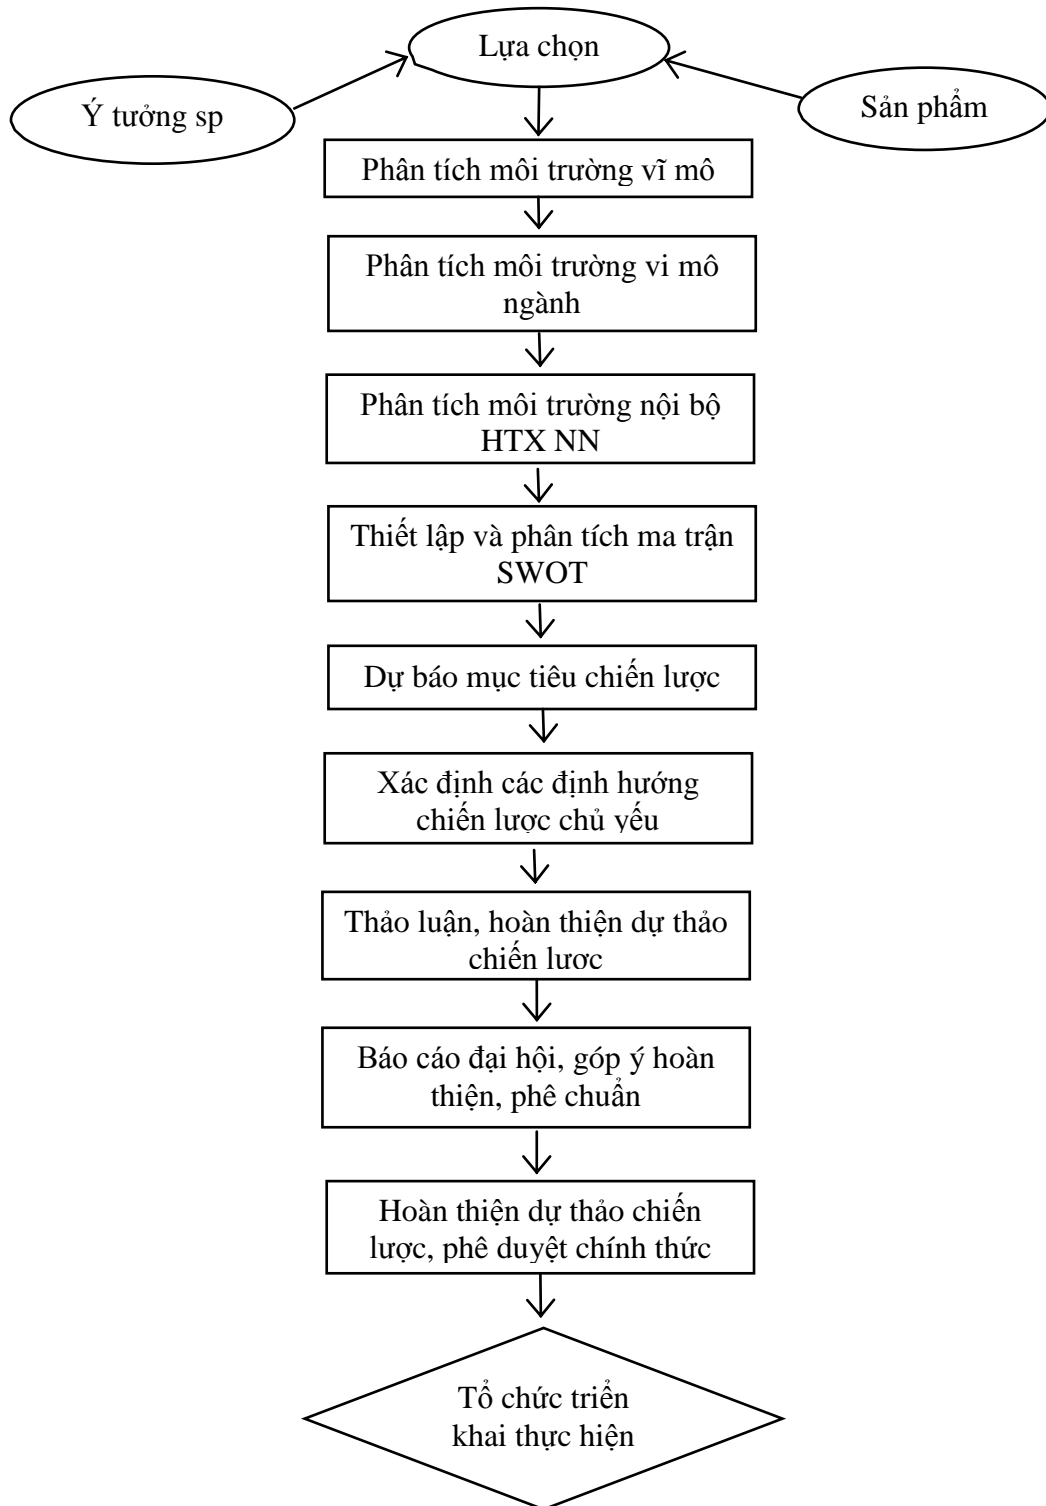 Lựa chọn
Ý tưởng sp
Sản phẩm
Phân tích môi trường vĩ mô
Phân tích môi trường vi mô
ngành
Phân tích môi trường nội bộ
HTX NN
Thiết lập và phân tích ma trận
SWOT
Dự báo mục tiêu chiến lược
Xác định các định hướng
chiến lược chủ yếu
Thảo luận, hoàn thiện dự thảo
chiến lươc
Báo cáo đại hội, góp ý hoàn
thiện, phê chuẩn
Hoàn thiện dự thảo chiến
lược, phê duyệt chính thức
Tổ chức triển
khai thực hiện